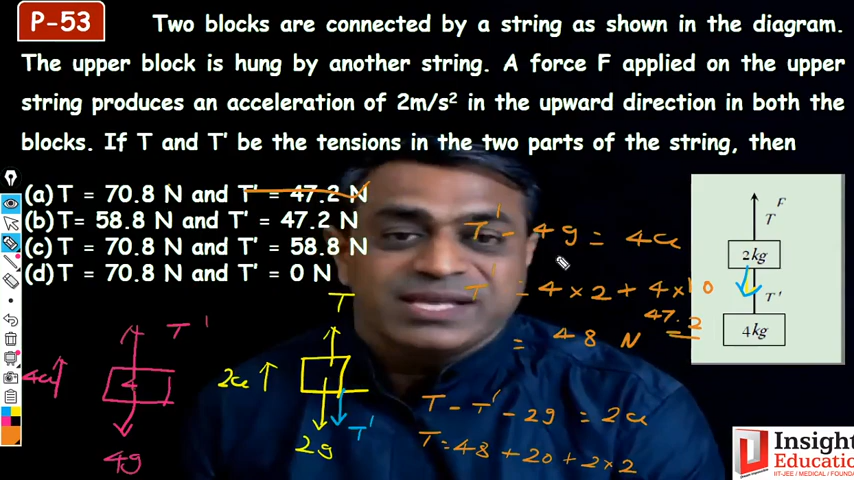 P-53 Two blocks are connected by a string as shown in the diagram.
The upper block is hung by another string. A force F applied on the upper
string produces an acceleration of 2m/s² in the upward direction in both the
blocks. If T and T' be the tensions in the two parts of the string, then
(a) T = 70.8 N and T' = 47.2 N
(b) T= 58.8 N and T' = 47.2 N
(c) T = 70.8 N and T' = 58.8 N
(d) T = 70.8 N and T' = 0 N
F
T
2kg
T'
4kg
T' - 4g = 4a
T' = 4 × 2 + 4 × 10
47.2
= 48 N
T - T' - 2g = 2a
T = 48 + 20 + 2 × 2
T'
4a
4
4g
T
2a
T'
2g
Insight
Educatio
IIT-JEE / MEDICAL / FOUNDAT